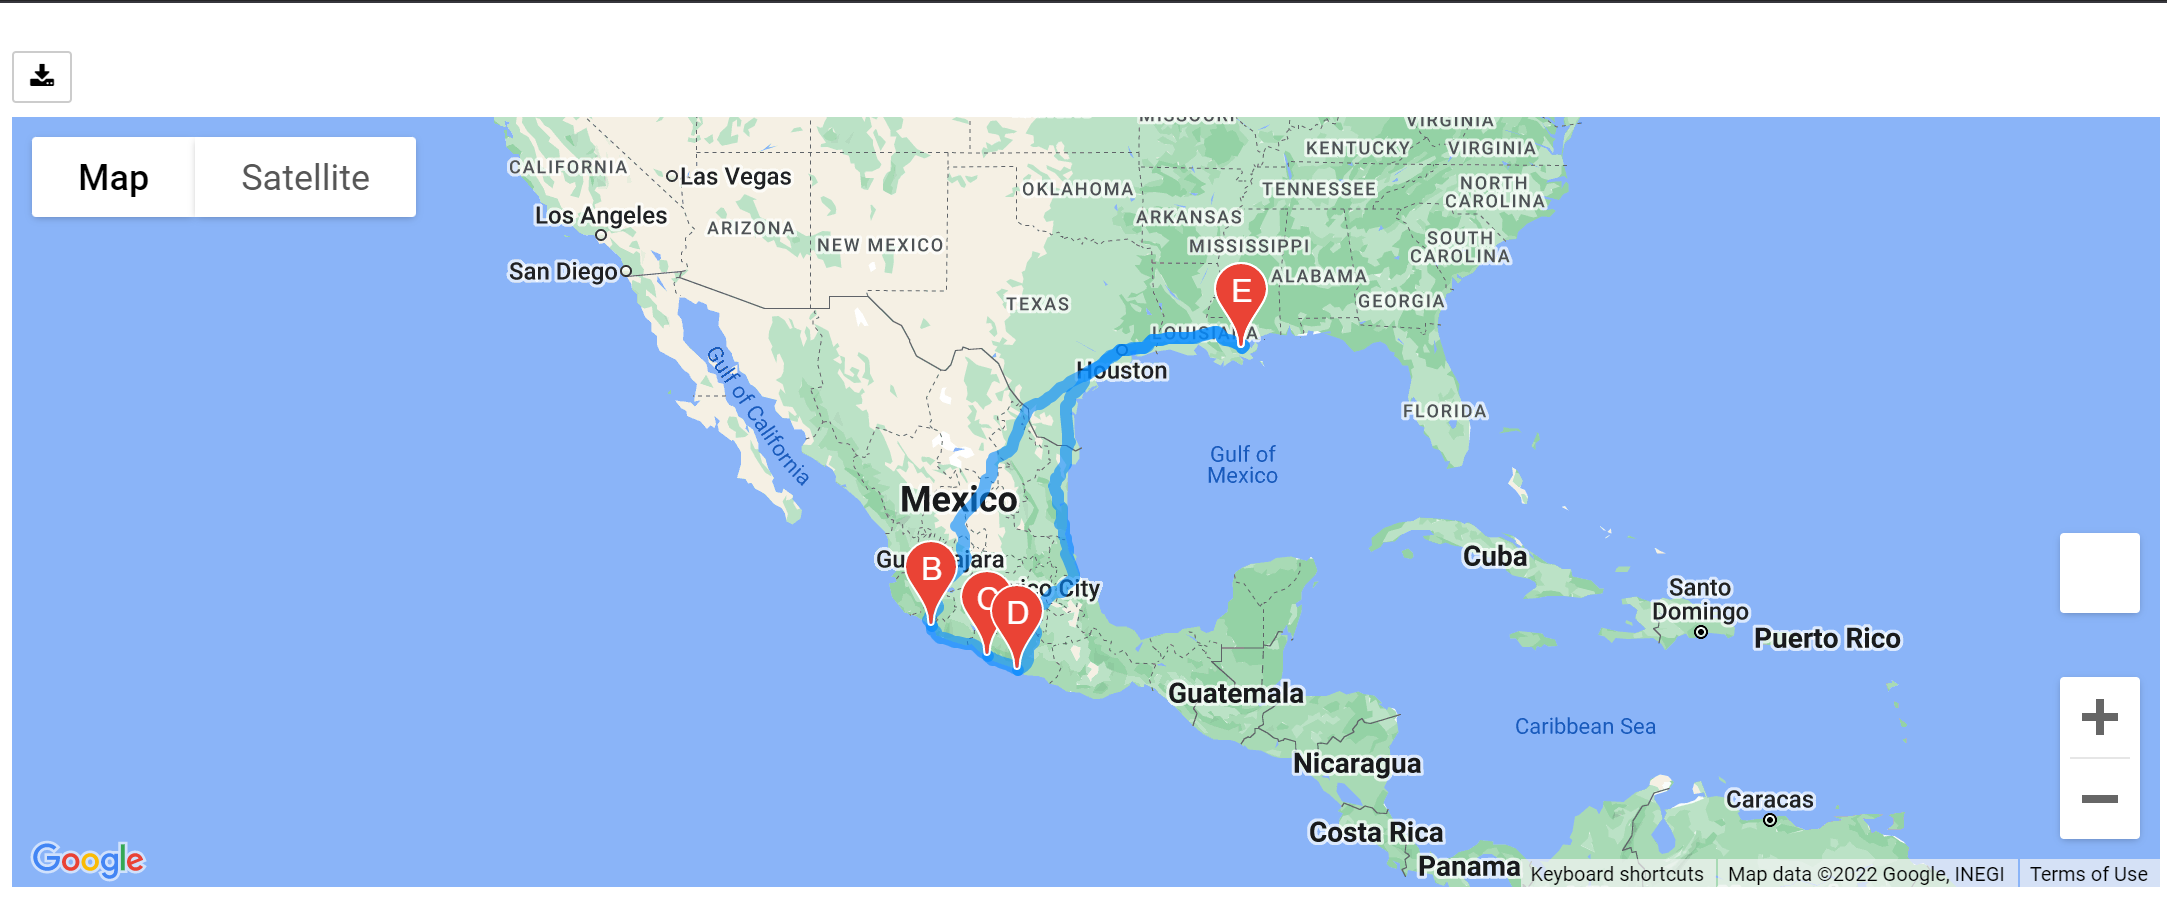 MISSOURI
VIRGINIA
Map
Satellite
KENTUCKY
VIRGINIA
CALIFORNIA
Las Vegas
OKLAHOMA
TENNESSEE
NORTH
CAROLINA
Los Angeles
ARIZONA
NEW MEXICO
ARKANSAS
MISSISSIPPI
SOUTH
CAROLINA
San Diego
TEXAS
E
ALABAMA
GEORGIA
LOUISIANA
Houston
Gulf of California
FLORIDA
Gulf of
Mexico
Mexico
Cuba
B
C
D
City
Santo
Domingo
Puerto Rico
Guatemala
Caribbean Sea
Nicaragua
Caracas
Costa Rica
Panama
Google
Keyboard shortcuts
Map data ©2022 Google, INEGI
Terms of Use